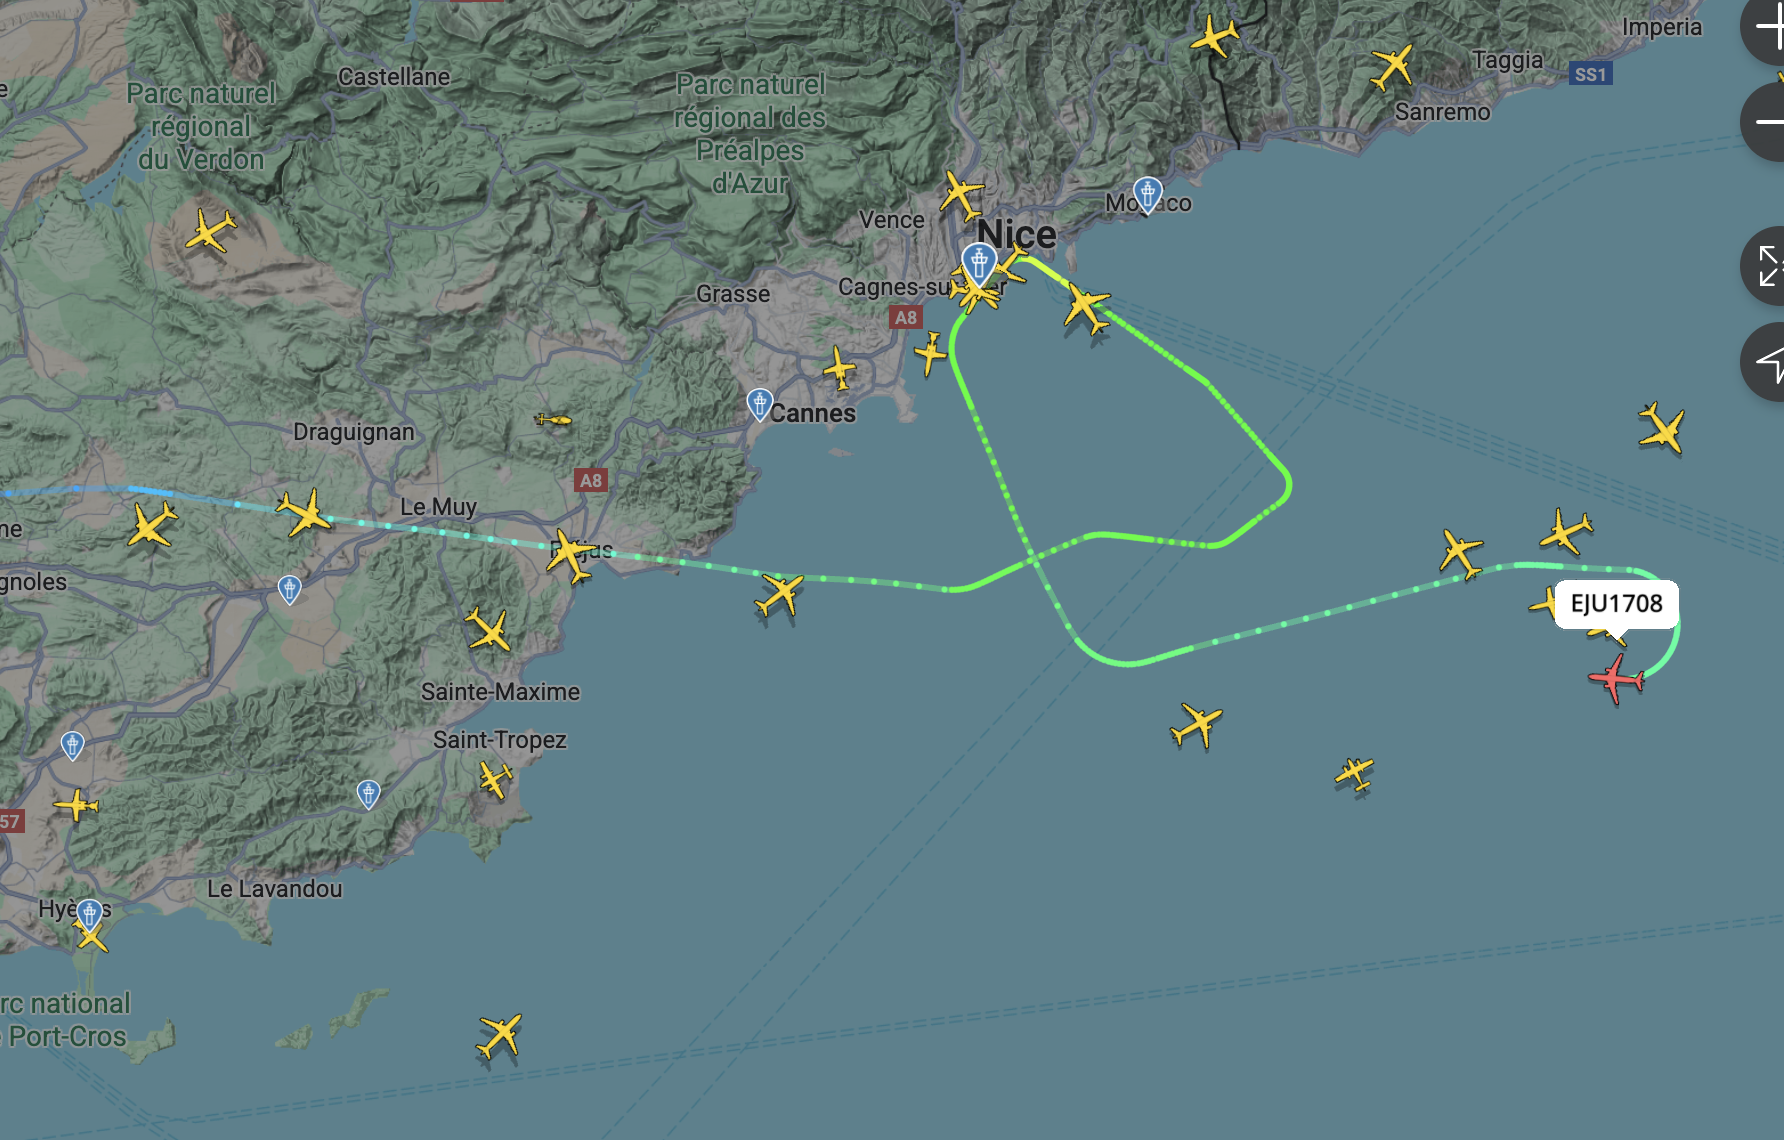 Imperia
Taggia
SS1
Castellane
Parc naturel
régional
du Verdon
Parc naturel
régional des
Préalpes
d'Azur
Sanremo
Vence
Nice
Grasse
A8
Cannes
Draguignan
A8
Le Muy
EJU1708
Sainte-Maxime
Saint-Tropez
57
Le Lavandou
rc national
Port-Cros